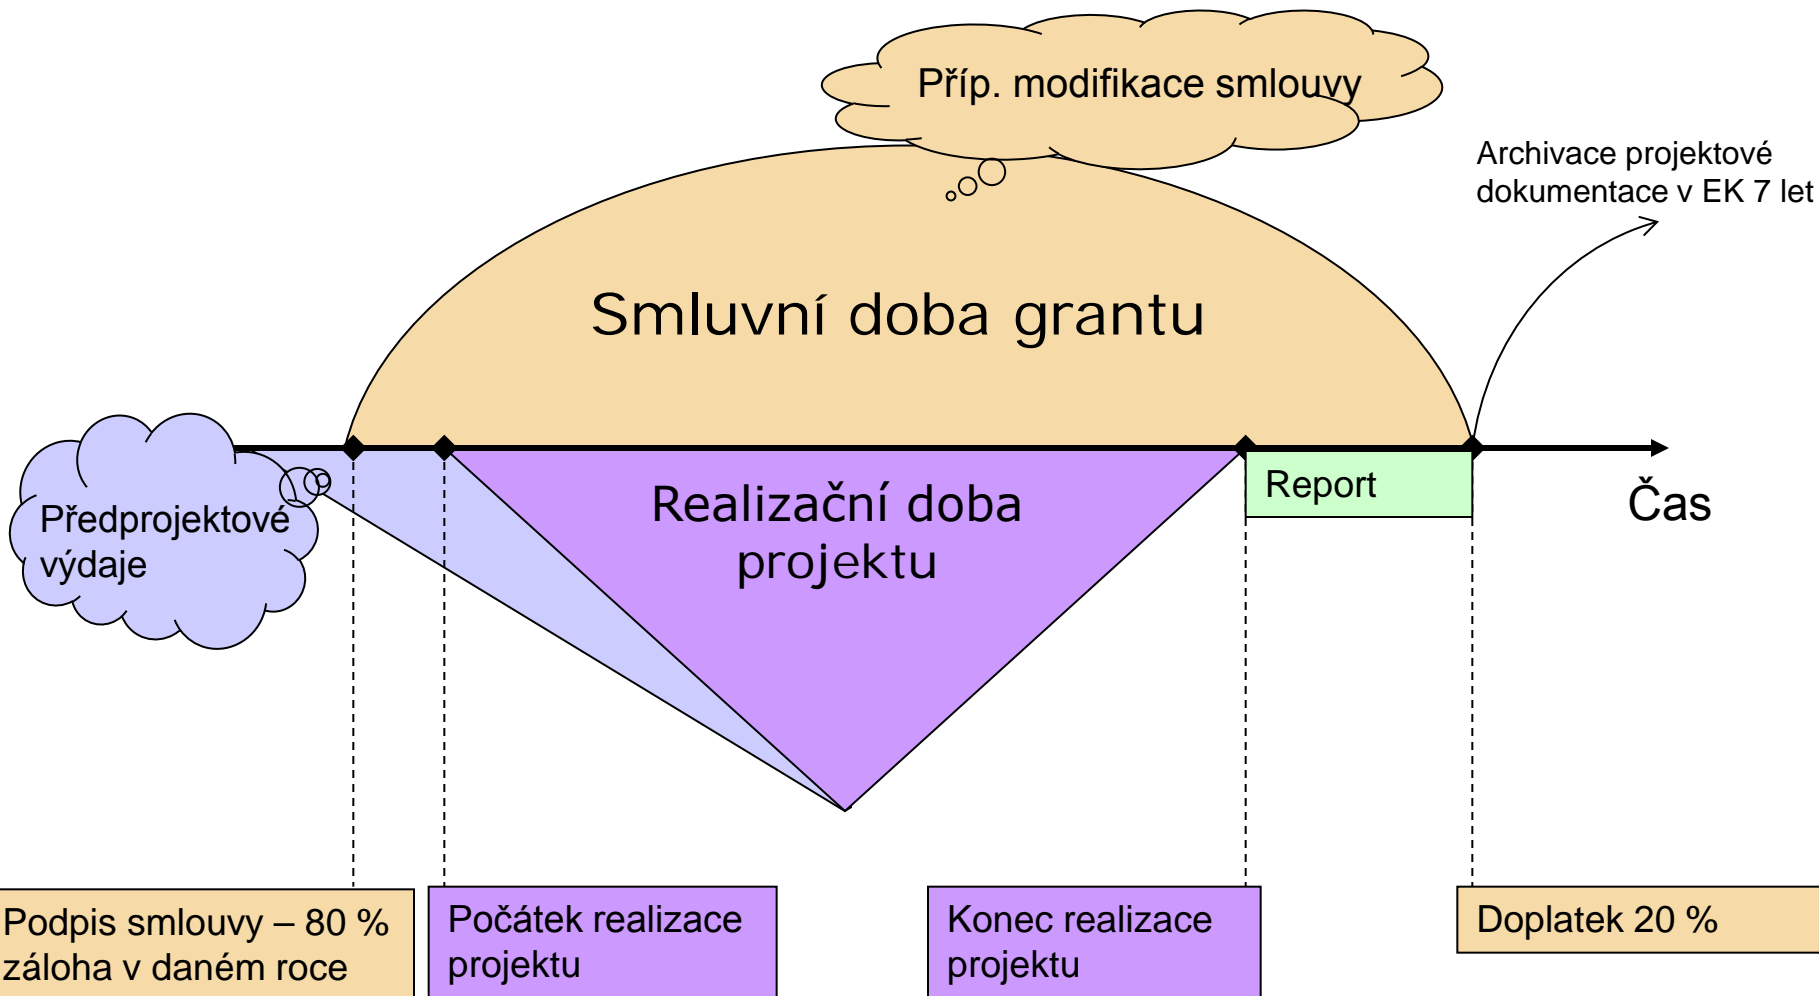 Příp. modifikace smlouvy
Archivace projektové
dokumentace v EK 7 let
Smluvní doba grantu
Předprojektové
výdaje
Realizační doba
projektu
Report
Čas
Podpis smlouvy – 80 %
záloha v daném roce
Počátek realizace
projektu
Konec realizace
projektu
Doplatek 20 %